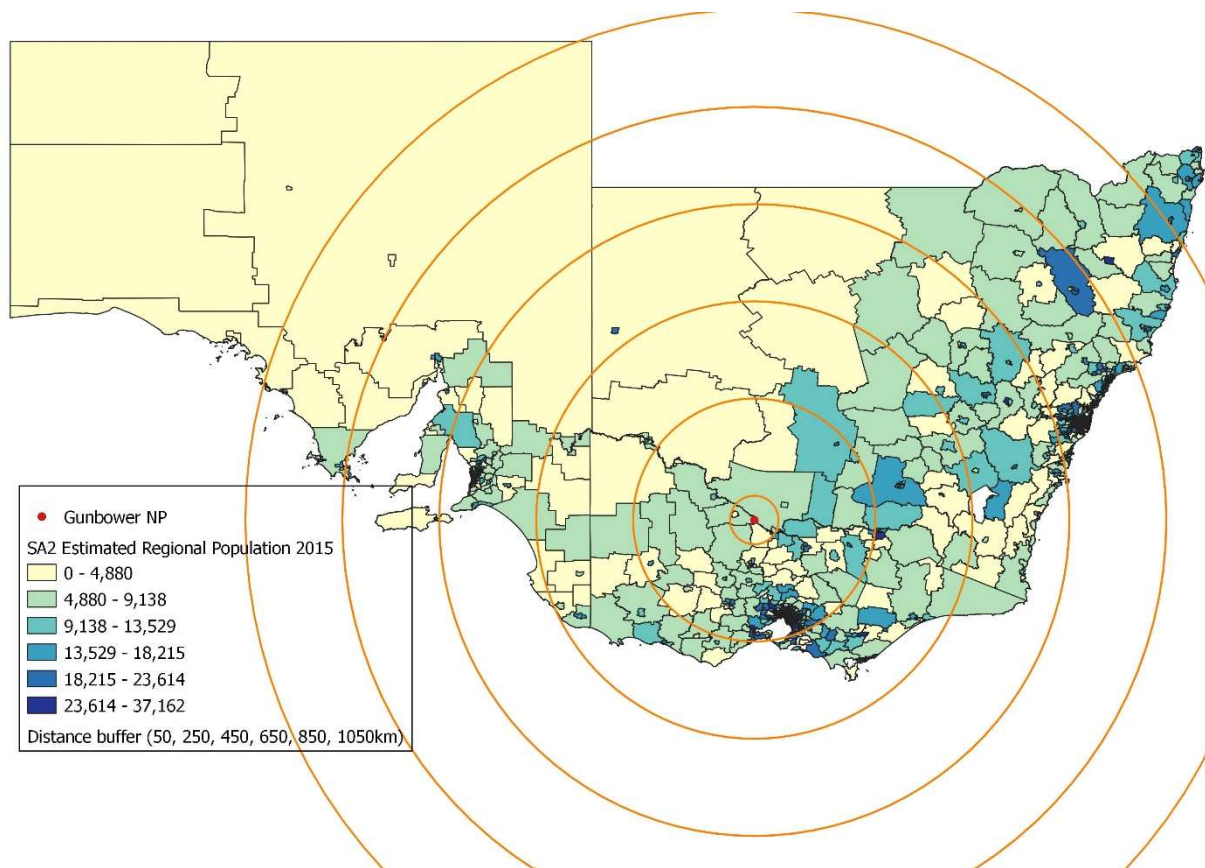 Gunbower NP
SA2 Estimated Regional Population 2015
0 - 4,880
4,880 - 9,138
9,138 - 13,529
13,529 - 18,215
18,215 - 23,614
23,614 - 37,162
Distance buffer (50, 250, 450, 650, 850, 1050km)